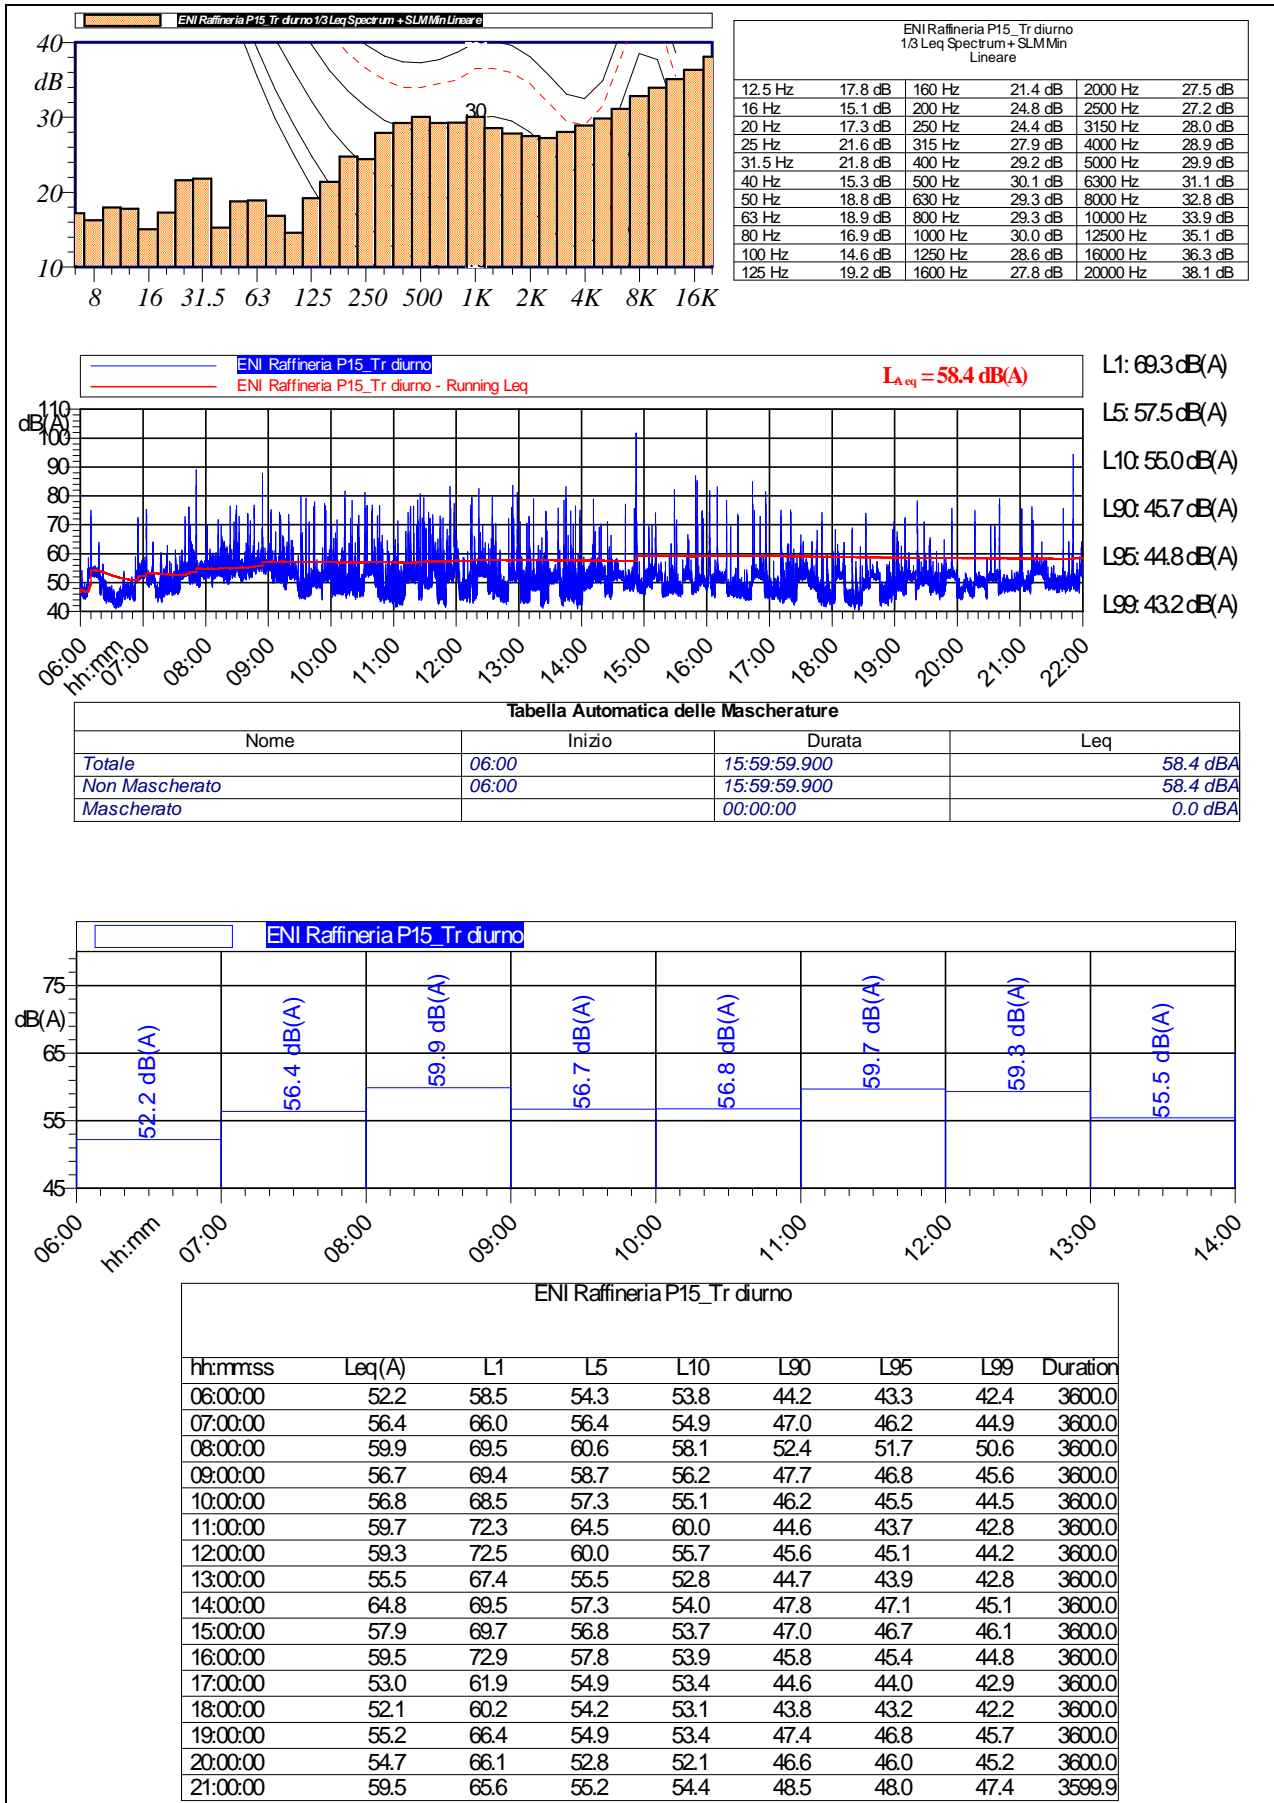 ENI Raffineria P15_Tr diurno 1/3 Leq Spectrum + SLM Min Lineare
40
dB
30
20
10
30
8 16 31.5 63 125 250 500 1K 2K 4K 8K 16K
ENI Raffineria P15_Tr diurno
1/3 Leq Spectrum + SLM Min
Lineare
12.5 Hz 17.8 dB 160 Hz 21.4 dB 2000 Hz 27.5 dB
16 Hz 15.1 dB 200 Hz 24.8 dB 2500 Hz 27.2 dB
20 Hz 17.3 dB 250 Hz 24.4 dB 3150 Hz 28.0 dB
25 Hz 21.6 dB 315 Hz 27.9 dB 4000 Hz 28.9 dB
31.5 Hz 21.8 dB 400 Hz 29.2 dB 5000 Hz 29.9 dB
40 Hz 15.3 dB 500 Hz 30.1 dB 6300 Hz 31.1 dB
50 Hz 18.8 dB 630 Hz 29.3 dB 8000 Hz 32.8 dB
63 Hz 18.9 dB 800 Hz 29.3 dB 10000 Hz 33.9 dB
80 Hz 16.9 dB 1000 Hz 30.0 dB 12500 Hz 35.1 dB
100 Hz 14.6 dB 1250 Hz 28.6 dB 16000 Hz 36.3 dB
125 Hz 19.2 dB 1600 Hz 27.8 dB 20000 Hz 38.1 dB
ENI Raffineria P15_Tr diurno
ENI Raffineria P15_Tr diurno - Running Leq
LA eq = 58.4 dB(A)
L1: 69.3 dB(A)
L5: 57.5 dB(A)
L10: 55.0 dB(A)
L90: 45.7 dB(A)
L95: 44.8 dB(A)
L99: 43.2 dB(A)
110
dB(A)
100
90
80
70
60
50
40
06:00 hh:mm 07:00 08:00 09:00 10:00 11:00 12:00 13:00 14:00 15:00 16:00 17:00 18:00 19:00 20:00 21:00 22:00
Tabella Automatica delle Mascherature
Nome Inizio Durata Leq
Totale 06:00 15:59:59.900 58.4 dBA
Non Mascherato 06:00 15:59:59.900 58.4 dBA
Mascherato 00:00:00 0.0 dBA
ENI Raffineria P15_Tr diurno
75
dB(A)
65
55
45
52.2 dB(A) 56.4 dB(A) 59.9 dB(A) 56.7 dB(A) 56.8 dB(A) 59.7 dB(A) 59.3 dB(A) 55.5 dB(A)
06:00 hh:mm 07:00 08:00 09:00 10:00 11:00 12:00 13:00 14:00
ENI Raffineria P15_Tr diurno
hh:mm:ss Leq(A) L1 L5 L10 L90 L95 L99 Duration
06:00:00 52.2 58.5 54.3 53.8 44.2 43.3 42.4 3600.0
07:00:00 56.4 66.0 56.4 54.9 47.0 46.2 44.9 3600.0
08:00:00 59.9 69.5 60.6 58.1 52.4 51.7 50.6 3600.0
09:00:00 56.7 69.4 58.7 56.2 47.7 46.8 45.6 3600.0
10:00:00 56.8 68.5 57.3 55.1 46.2 45.5 44.5 3600.0
11:00:00 59.7 72.3 64.5 60.0 44.6 43.7 42.8 3600.0
12:00:00 59.3 72.5 60.0 55.7 45.6 45.1 44.2 3600.0
13:00:00 55.5 67.4 55.5 52.8 44.7 43.9 42.8 3600.0
14:00:00 64.8 69.5 57.3 54.0 47.8 47.1 45.1 3600.0
15:00:00 57.9 69.7 56.8 53.7 47.0 46.7 46.1 3600.0
16:00:00 59.5 72.9 57.8 53.9 45.8 45.4 44.8 3600.0
17:00:00 53.0 61.9 54.9 53.4 44.6 44.0 42.9 3600.0
18:00:00 52.1 60.2 54.2 53.1 43.8 43.2 42.2 3600.0
19:00:00 55.2 66.4 54.9 53.4 47.4 46.8 45.7 3600.0
20:00:00 54.7 66.1 52.8 52.1 46.6 46.0 45.2 3600.0
21:00:00 59.5 65.6 55.2 54.4 48.5 48.0 47.4 3599.9